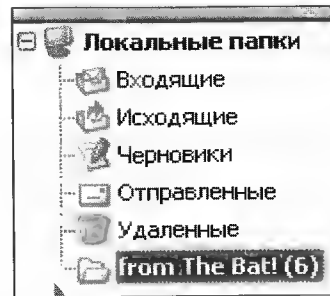 Локальные папки
Входящие
Исходящие
Черновики
Отправленные
Удаленные
from The Bat! (6)